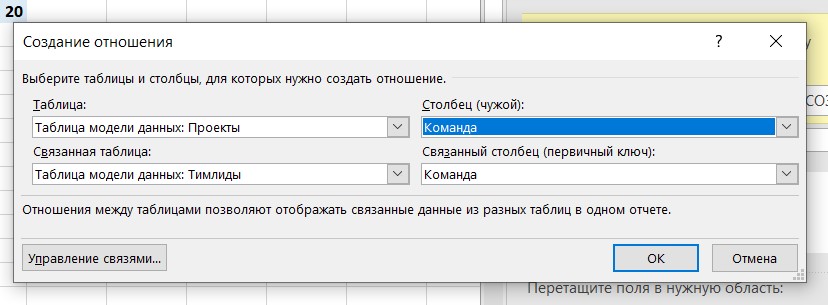 20
Создание отношения
?
у
Выберите таблицы и столбцы, для которых нужно создать отношение.
Таблица:
Столбец (чужой):
СОЗ
Таблица модели данных: Проекты
Команда
Связанная таблица:
Связанный столбец (первичный ключ):
Таблица модели данных: Тимлиды
Команда
Отношения между таблицами позволяют отображать связанные данные из разных таблиц в одном отчете.
Управление связями...
ОК
Отмена
Перетащите поля в нужную область: